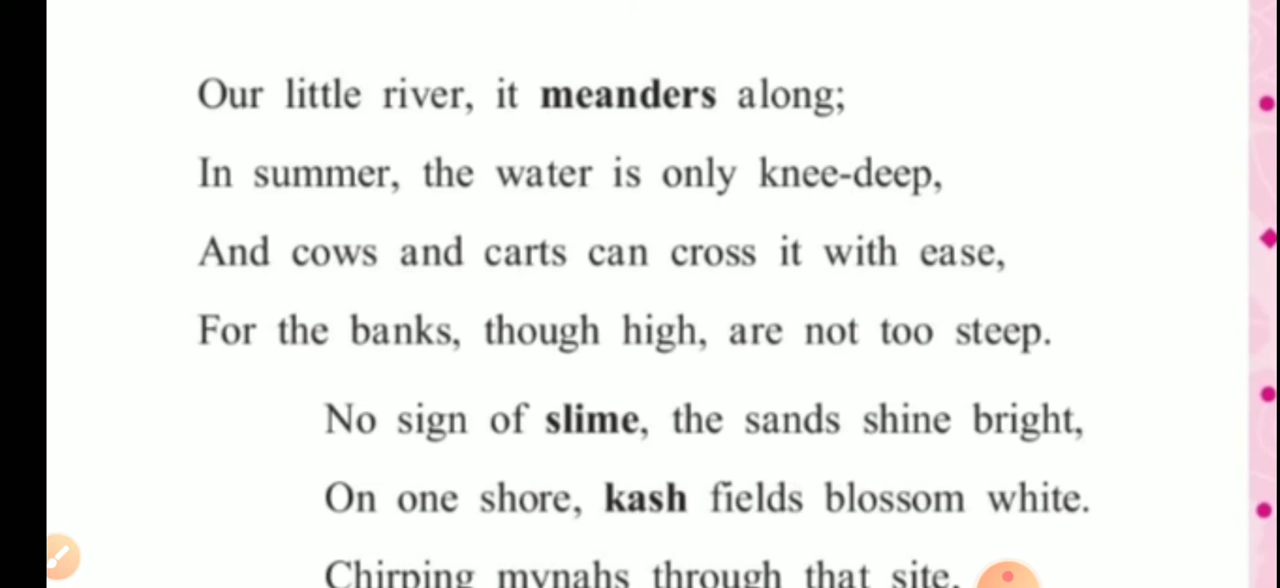 Our little river, it meanders along;
In summer, the water is only knee-deep,
And cows and carts can cross it with ease,
For the banks, though high, are not too steep.
No sign of slime, the sands shine bright,
On one shore, kash fields blossom white.
Chirping mynahs through that site,